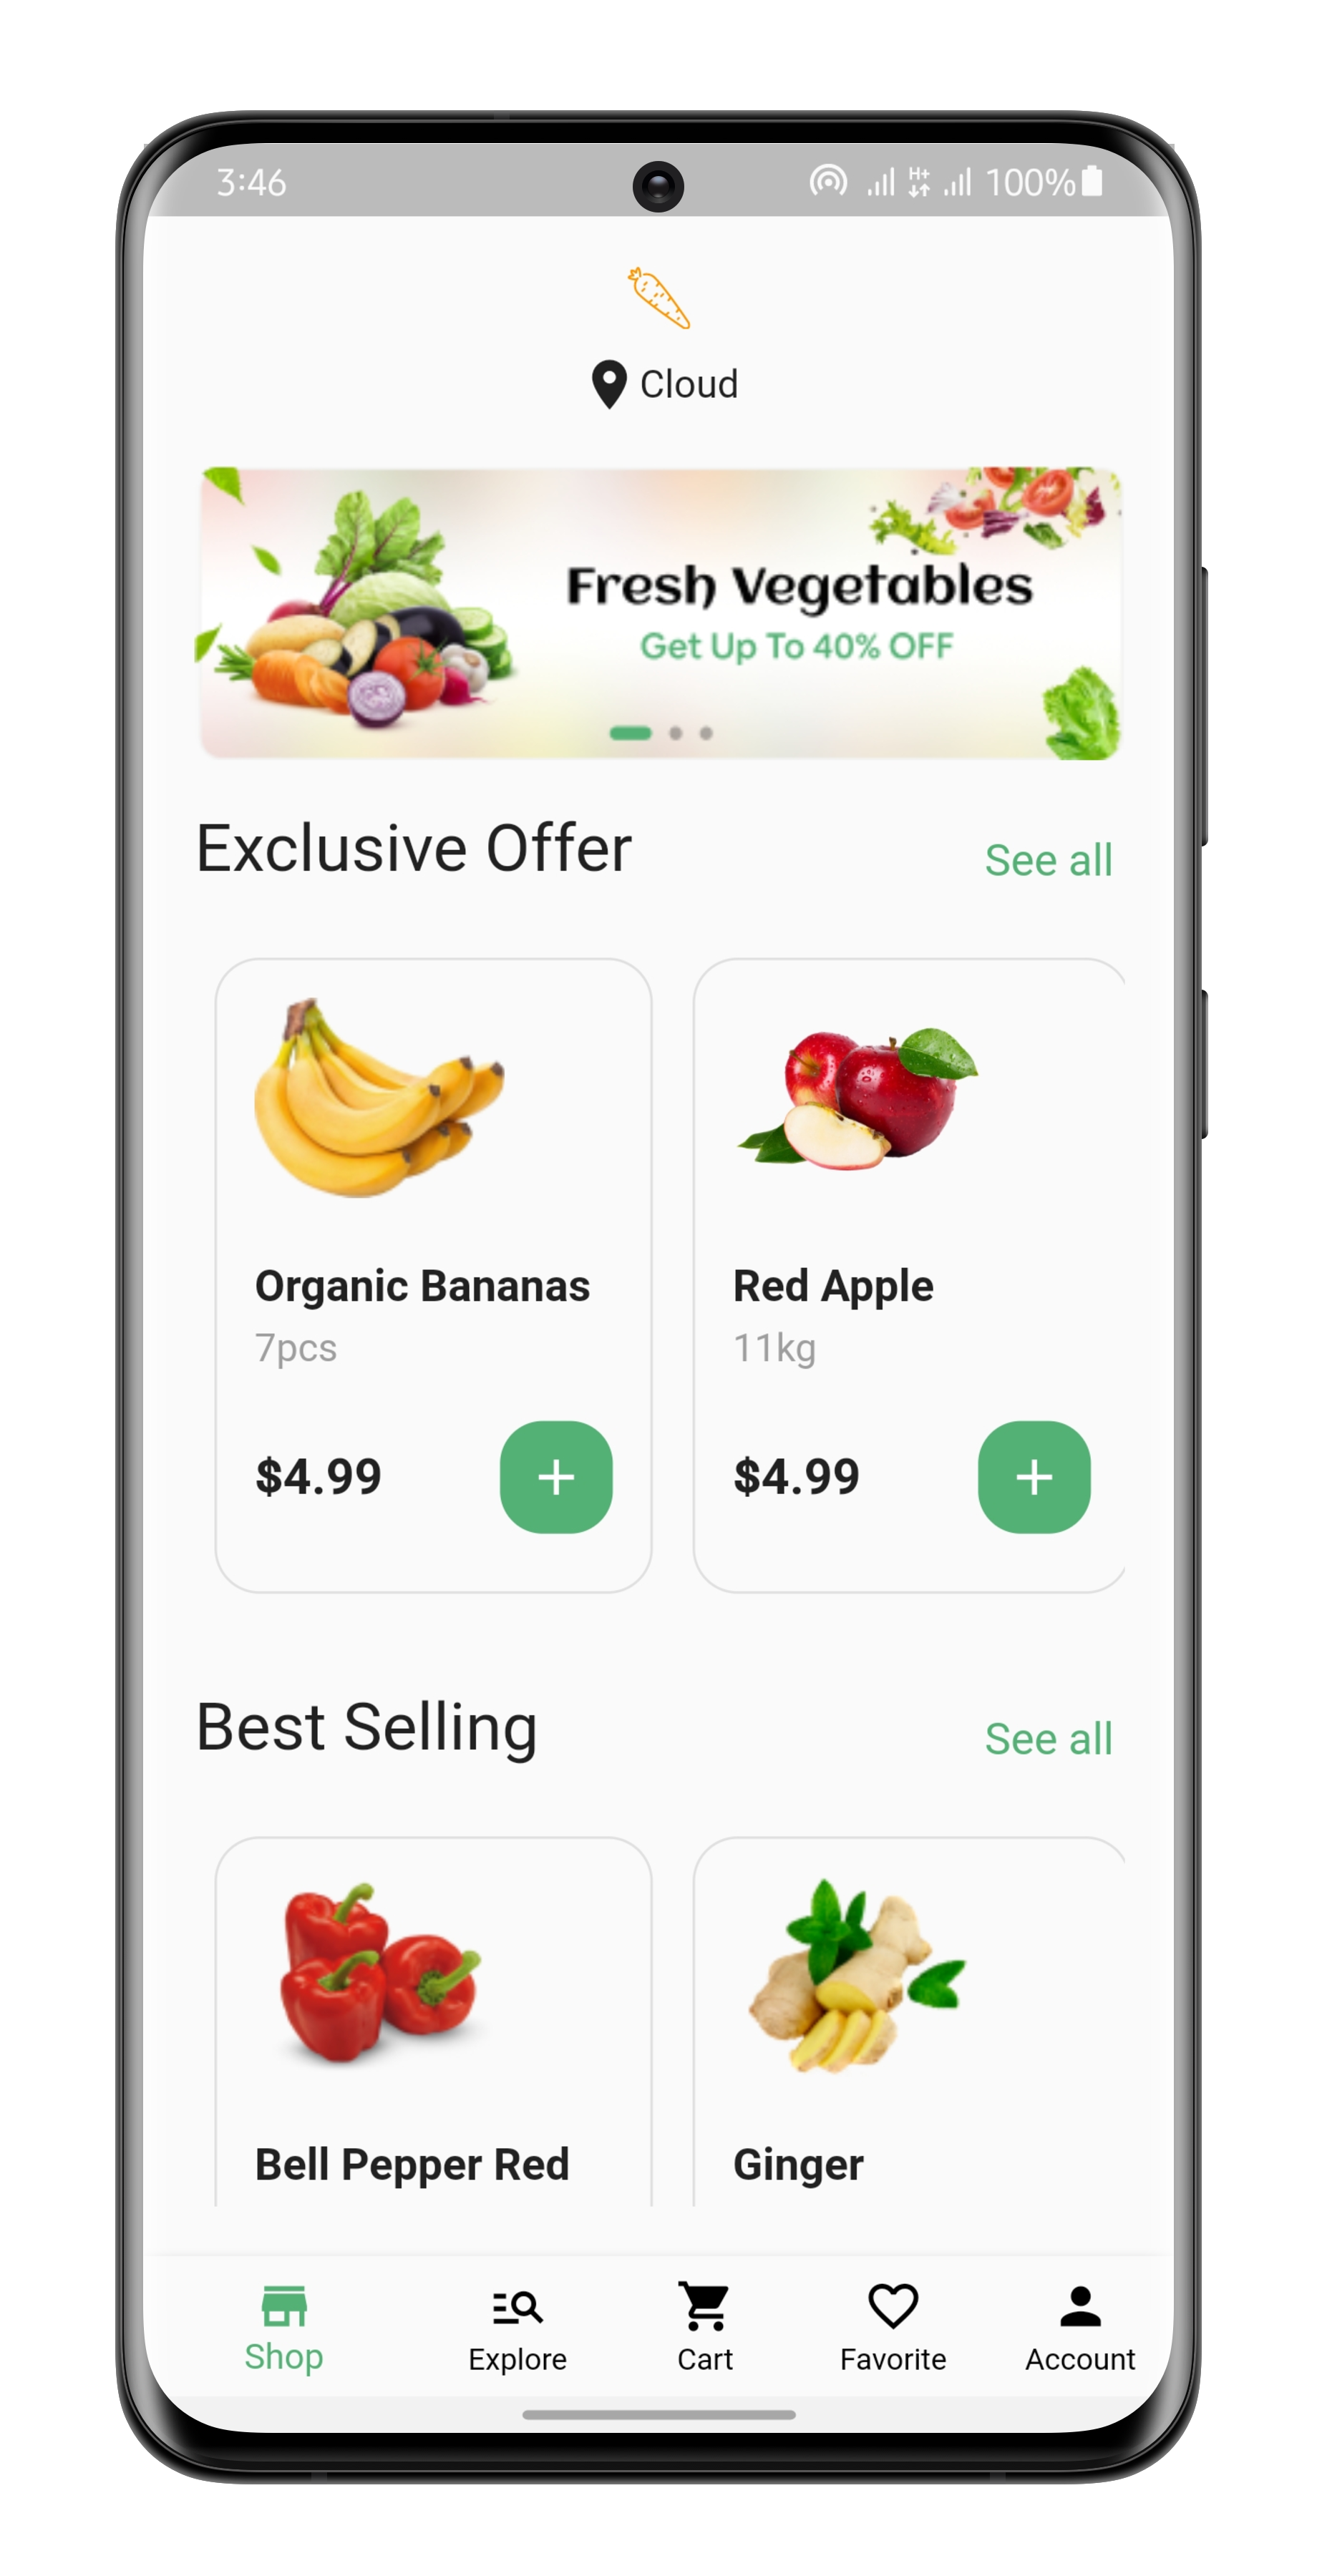 3:46 H+ 100%
Cloud
Fresh Vegetables
Get Up To 40% OFF
Exclusive Offer See all
Organic Bananas Red Apple
7pcs 11kg
$4.99 + $4.99 +
Best Selling See all
Bell Pepper Red Ginger
Shop Explore Cart Favorite Account